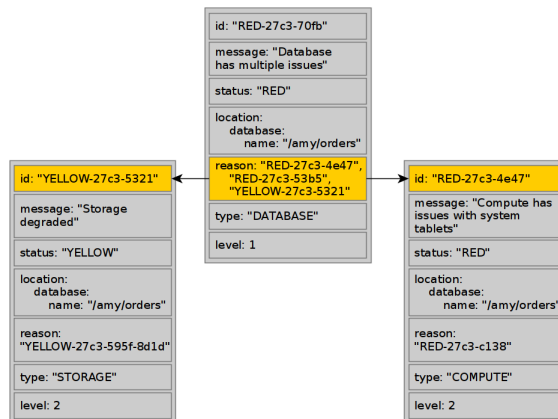 id: "RED-27c3-70fb"
message: "Database
has multiple issues"
status: "RED"
location:
database:
name: "/amy/orders"
reason: "RED-27c3-4e47",
"RED-27c3-53b5",
"YELLOW-27c3-5321"
type: "DATABASE"
level: 1
id: "YELLOW-27c3-5321"
message: "Storage
degraded"
status: "YELLOW"
location:
database:
name: "/amy/orders"
reason:
"YELLOW-27c3-595f-8d1d"
type: "STORAGE"
level: 2
id: "RED-27c3-4e47"
message: "Compute has
issues with system
tablets"
status: "RED"
location:
database:
name: "/amy/orders"
reason:
"RED-27c3-c138"
type: "COMPUTE"
level: 2